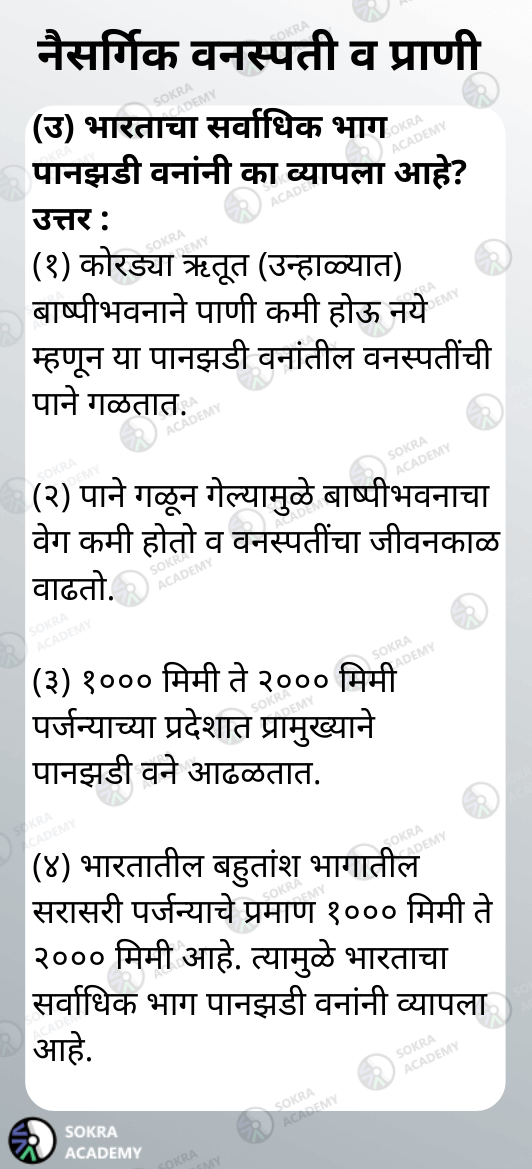 नैसर्गिक वनस्पती व प्राणी
(उ) भारताचा सर्वाधिक भाग
पानझडी वनांनी का व्यापला आहे?
उत्तर :
(१) कोरड्या ऋतूत (उन्हाळ्यात)
बाष्पीभवनाने पाणी कमी होऊ नये
म्हणून या पानझडी वनांतील वनस्पतींची
पाने गळतात.
(२) पाने गळून गेल्यामुळे बाष्पीभवनाचा
वेग कमी होतो व वनस्पतींचा जीवनकाळ
वाढतो.
(३) १००० मिमी ते २००० मिमी
पर्जन्याच्या प्रदेशात प्रामुख्याने
पानझडी वने आढळतात.
(४) भारतातील बहुतांश भागातील
सरासरी पर्जन्याचे प्रमाण १००० मिमी ते
२००० मिमी आहे. त्यामुळे भारताचा
सर्वाधिक भाग पानझडी वनांनी व्यापला
आहे.
SOKRA
ACADEMY